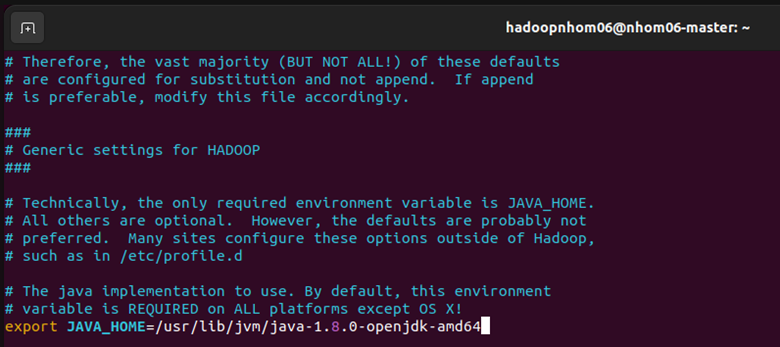 hadoopnhom06@nhom06-master: ~
# Therefore, the vast majority (BUT NOT ALL!) of these defaults
# are configured for substitution and not append.  If append
# is preferable, modify this file accordingly.
###
# Generic settings for HADOOP
###
# Technically, the only required environment variable is JAVA_HOME.
# All others are optional.  However, the defaults are probably not
# preferred.  Many sites configure these options outside of Hadoop,
# such as in /etc/profile.d
# The java implementation to use. By default, this environment
# variable is REQUIRED on ALL platforms except OS X!
export JAVA_HOME=/usr/lib/jvm/java-1.8.0-openjdk-amd64